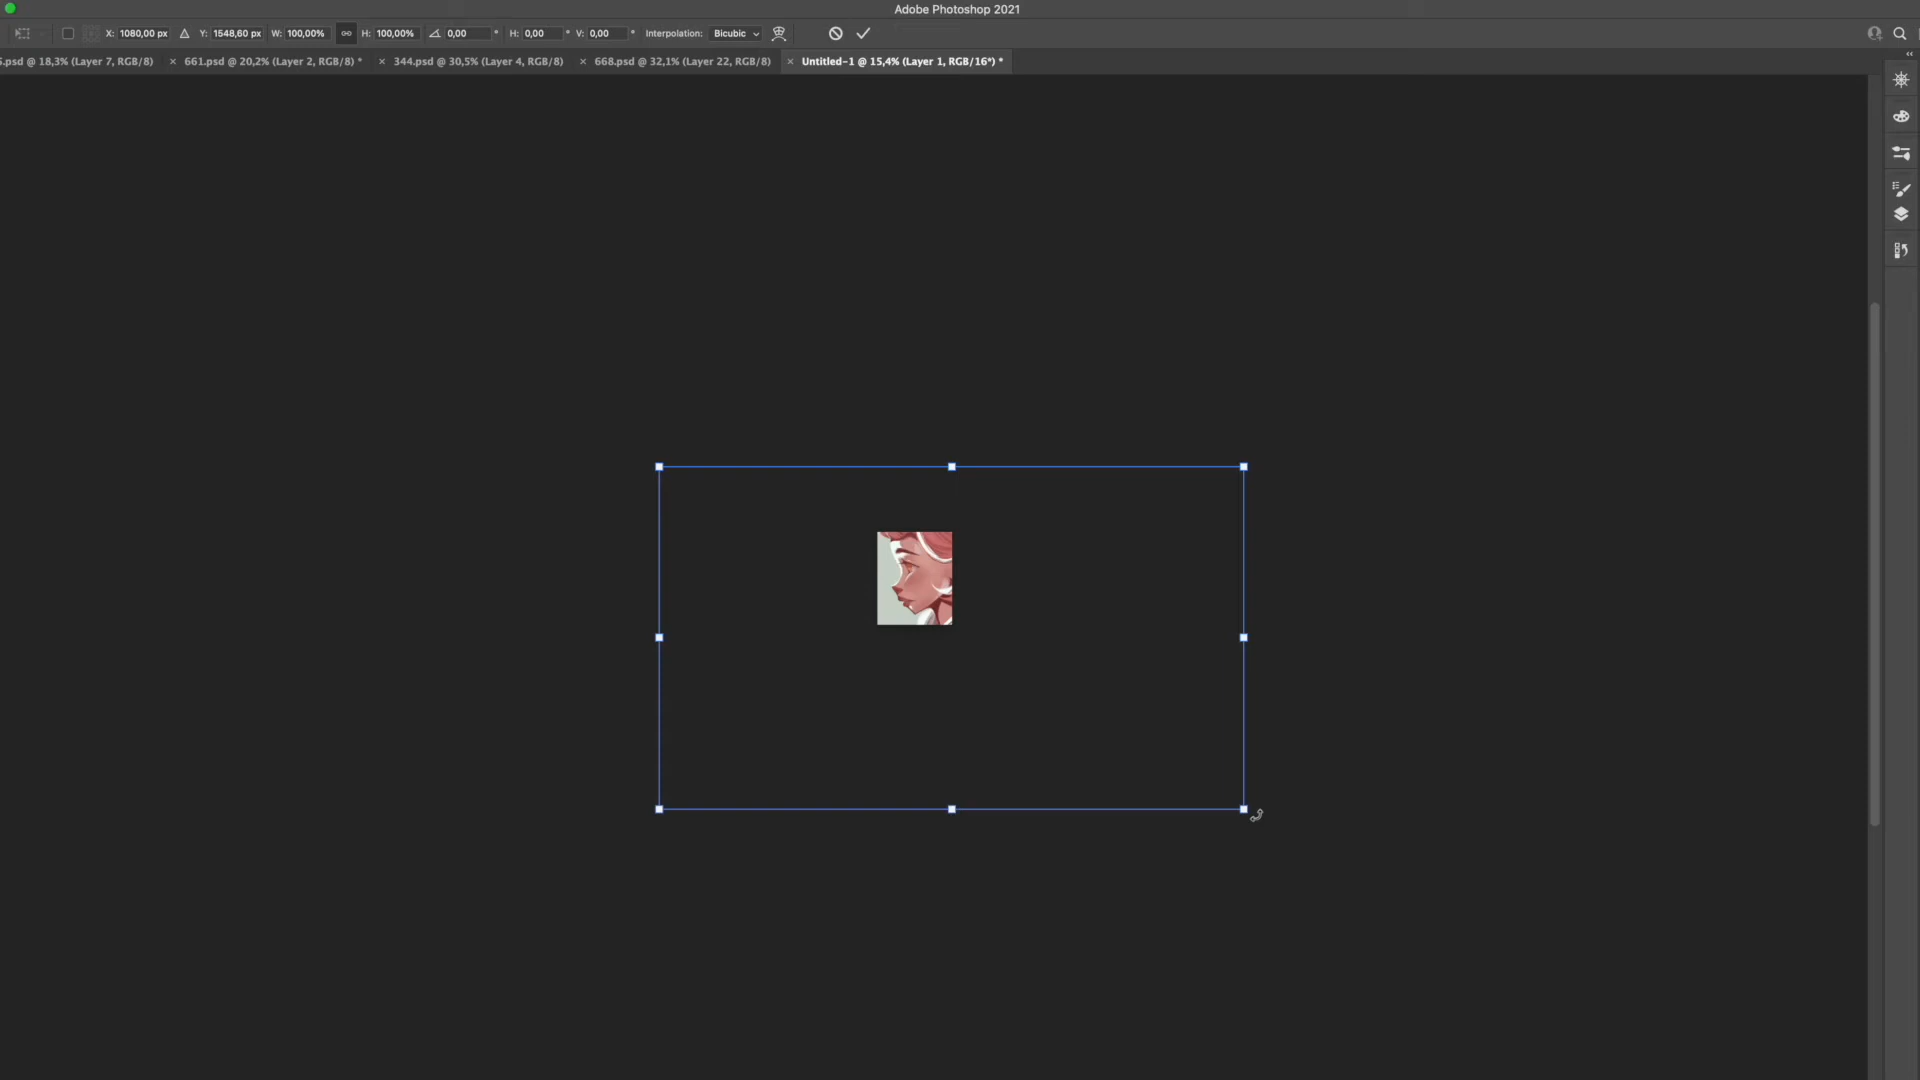 Adobe Photoshop 2021
X: 1080,00 px Y: 1548,60 px W: 100,00% H: 100,00% 0,00 ° H: 0,00 ° V: 0,00 ° Interpolation: Bicubic
.psd @ 18,3% (Layer 7, RGB/8) × 661.psd @ 20,2% (Layer 2, RGB/8) * × 344.psd @ 30,5% (Layer 4, RGB/8) × 668.psd @ 32,1% (Layer 22, RGB/8) × Untitled-1 @ 15,4% (Layer 1, RGB/16*) *